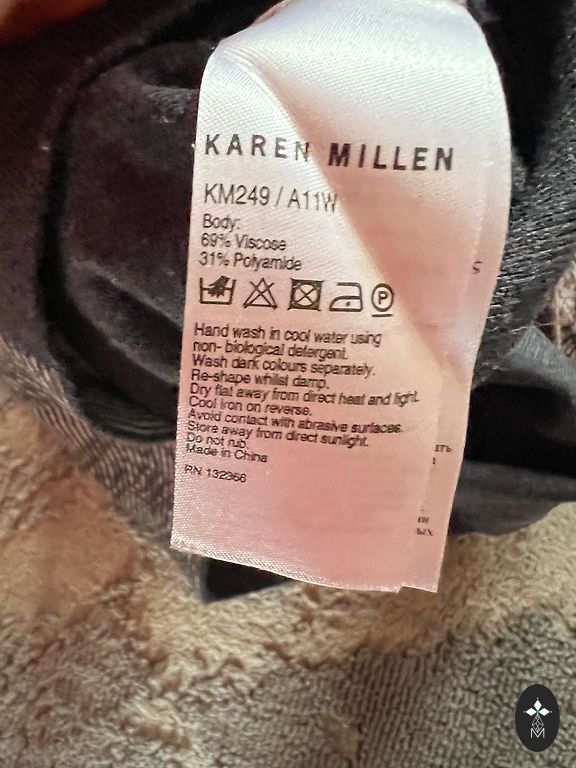 KAREN MILLEN
KM249 / A11W
Body:
69% Viscose
31% Polyamide
P
Hand wash in cool water using
non- biological detergent.
Wash dark colours separately.
Re-shape whilst damp.
Dry flat away from direct heat and light.
Cool Iron on reverse.
Avoid contact with abrasive surfaces.
Store away from direct sunlight.
Do not rub.
Made in China
RN 132966
S
M